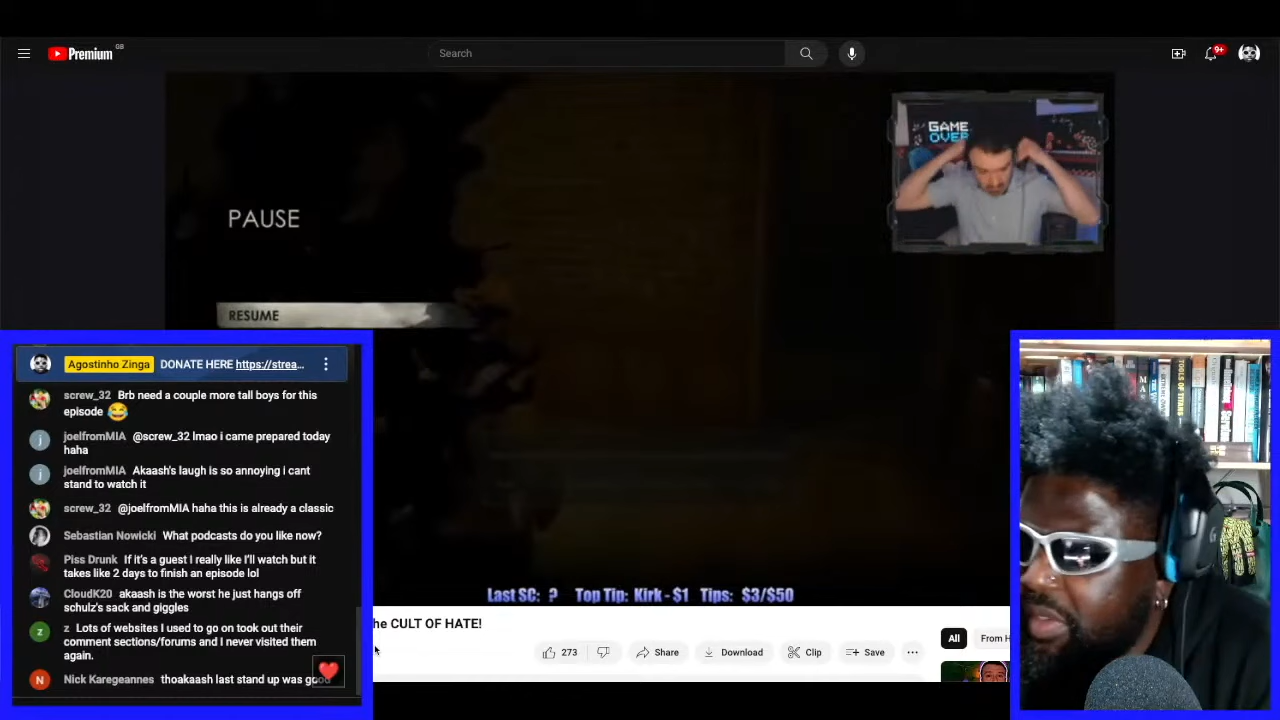 Premium GB
Search
9+
GAME
OVER
PAUSE
RESUME
Agostinho Zinga DONATE HERE https://strea...
screw_32 Brb need a couple more tall boys for this
episode
joelfromMIA @screw_32 lmao i came prepared today
haha
joelfromMIA Akaash's laugh is so annoying i cant
stand to watch it
screw_32 @joelfromMIA haha this is already a classic
Sebastian Nowicki What podcasts do you like now?
Piss Drunk If it's a guest I really like I'll watch but it
takes like 2 days to finish an episode lol
CloudK20 akaash is the worst he just hangs off
schulz's sack and giggles
z Lots of websites I used to go on took out their
comment sections/forums and I never visited them
again.
Nick Karegeannes thoakaash last stand up was good
Last SC: ? Top Tip: Kirk - $1 Tips: $3/$50
he CULT OF HATE!
273 Share Download Clip Save
All From H
TOOLS OF TITANS